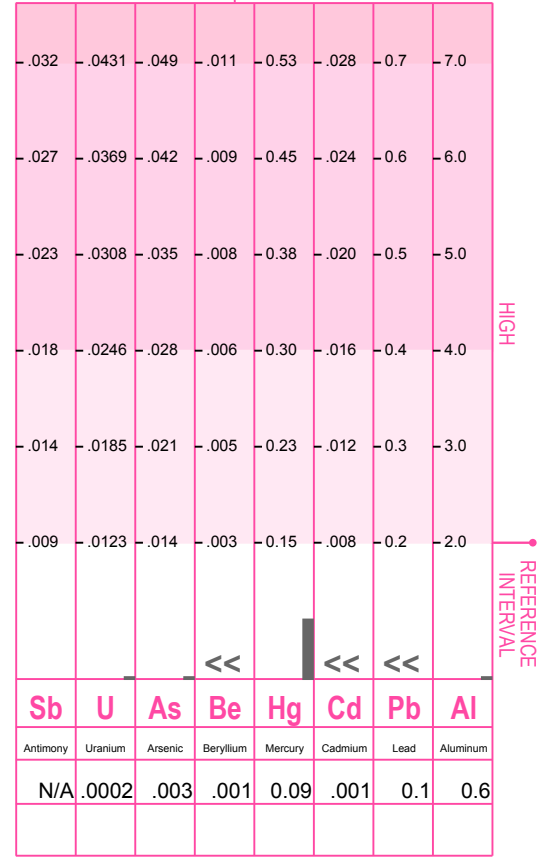 .032 .0431 .049 .011 0.53 .028 0.7 7.0
.027 .0369 .042 .009 0.45 .024 0.6 6.0
.023 .0308 .035 .008 0.38 .020 0.5 5.0
HIGH
.018 .0246 .028 .006 0.30 .016 0.4 4.0
.014 .0185 .021 .005 0.23 .012 0.3 3.0
.009 .0123 .014 .003 0.15 .008 0.2 2.0
REFERENCE
INTERVAL
<< << <<
Sb U As Be Hg Cd Pb Al
Antimony Uranium Arsenic Beryllium Mercury Cadmium Lead Aluminum
N/A .0002 .003 .001 0.09 .001 0.1 0.6